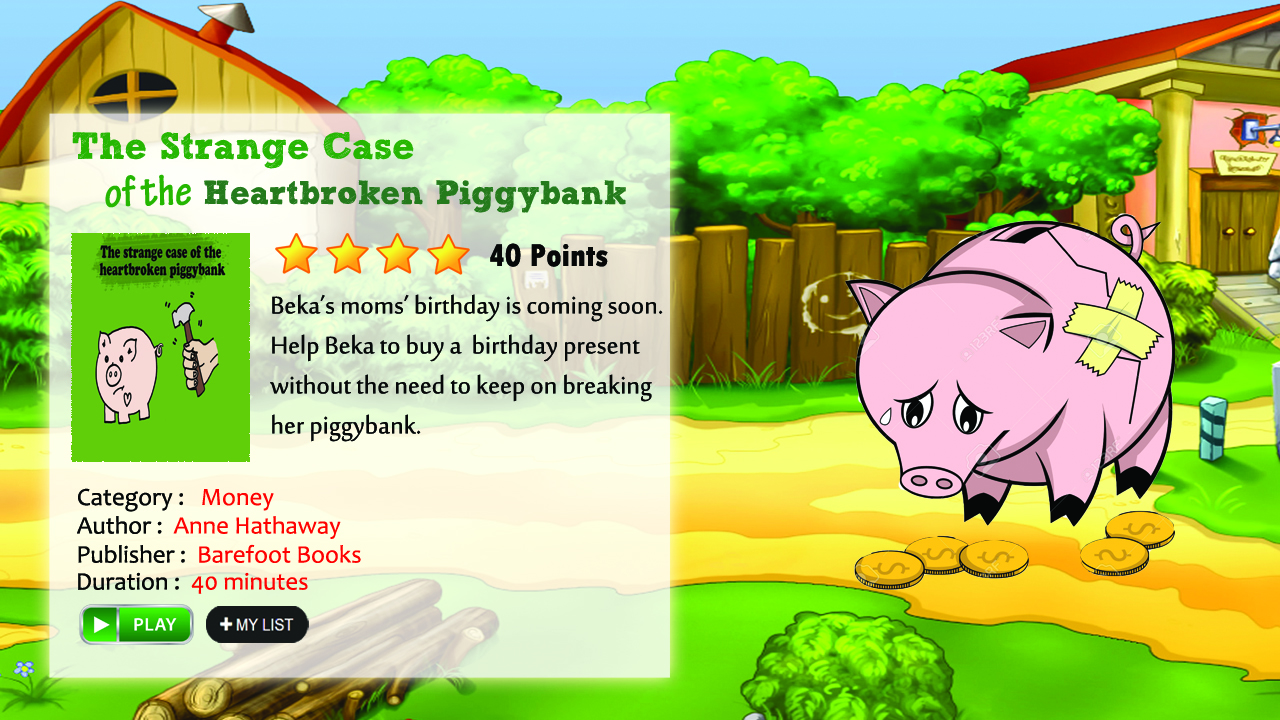 The Strange Case
of the Heartbroken Piggybank
The strange case of the
heartbroken piggybank
40 Points
Beka's moms' birthday is coming soon.
Help Beka to buy a birthday present
without the need to keep on breaking
her piggybank.
Category : Money
Author : Anne Hathaway
Publisher : Barefoot Books
Duration : 40 minutes
PLAY
+ MY LIST